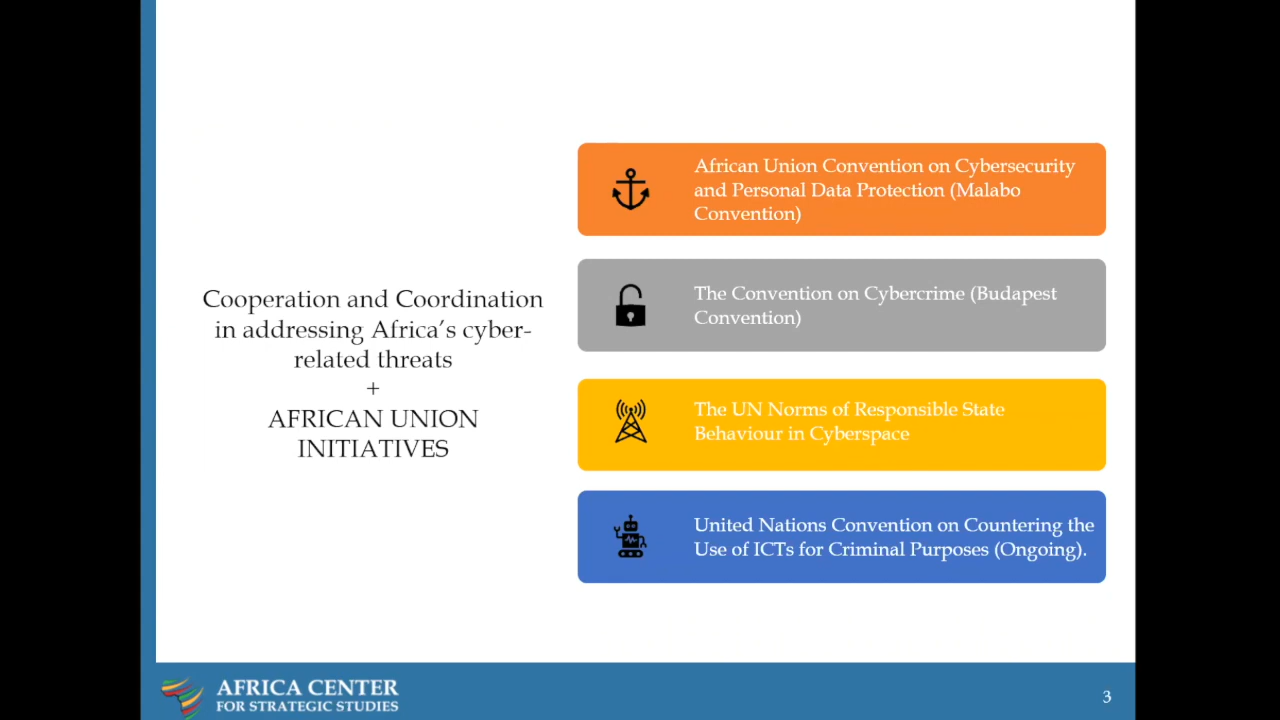 Cooperation and Coordination
in addressing Africa's cyber-
related threats
+
AFRICAN UNION
INITIATIVES
African Union Convention on Cybersecurity
and Personal Data Protection (Malabo
Convention)
The Convention on Cybercrime (Budapest
Convention)
The UN Norms of Responsible State
Behaviour in Cyberspace
United Nations Convention on Countering the
Use of ICTs for Criminal Purposes (Ongoing).
AFRICA CENTER
FOR STRATEGIC STUDIES
3